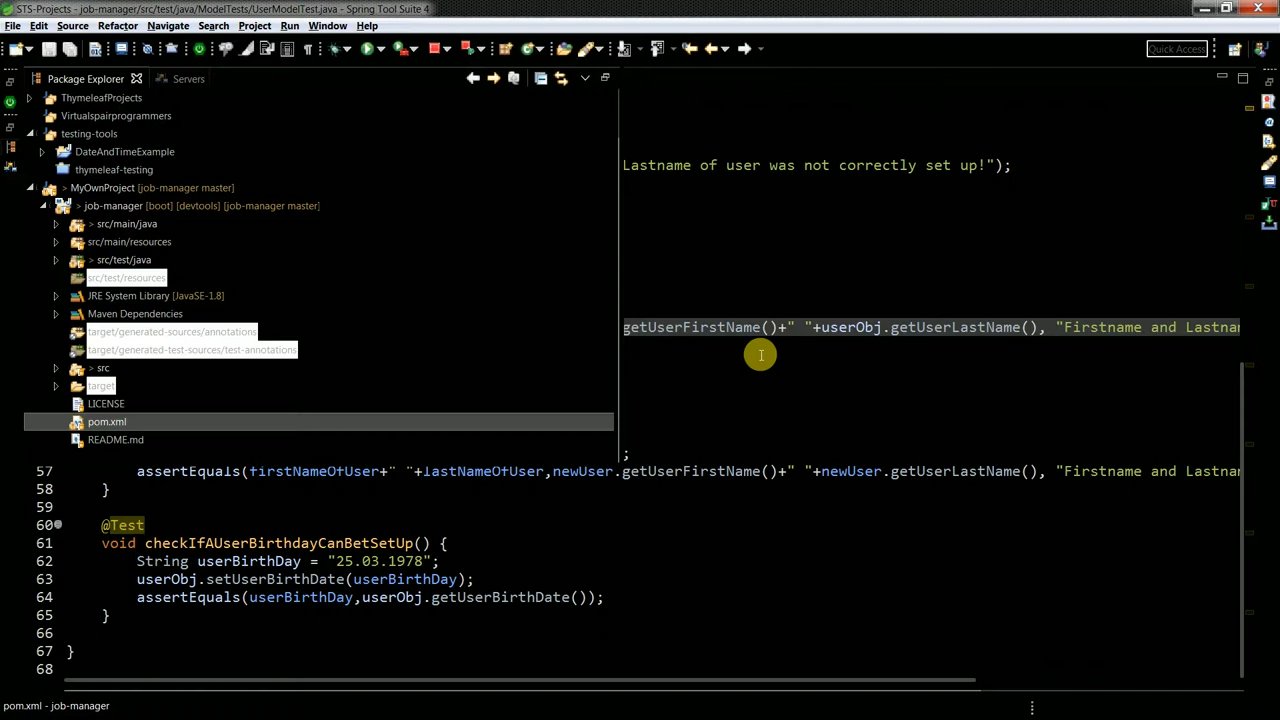 STS-Projects - job-manager/src/test/java/ModelTests/UserModelTest.java - Spring Tool Suite 4
File Edit Source Refactor Navigate Search Project Run Window Help
Quick Access
Package Explorer Servers
ThymeleafProjects
Virtualspairprogrammers
testing-tools
DateAndTimeExample
Lastname of user was not correctly set up!");
thymeleaf-testing
> MyOwnProject [job-manager master]
> job-manager [boot] [devtools] [job-manager master]
> src/main/java
src/main/resources
> src/test/java
src/test/resources
JRE System Library [JavaSE-1.8]
Maven Dependencies
getUserFirstName()+" "+userObj.getUserLastName(), "Firstname and Lastnam
target/generated-sources/annotations
target/generated-test-sources/test-annotations
> src
target
LICENSE
pom.xml
README.md
;
57 assertEquals(firstNameOfUser+" "+lastNameOfUser,newUser.getUserFirstName()+" "+newUser.getUserLastName(), "Firstname and Lastnam
58 }
59
60 @Test
61 void checkIfAUserBirthdayCanBetSetUp() {
62 String userBirthDay = "25.03.1978";
63 userObj.setUserBirthDate(userBirthDay);
64 assertEquals(userBirthDay,userObj.getUserBirthDate());
65 }
66
67 }
68
pom.xml - job-manager